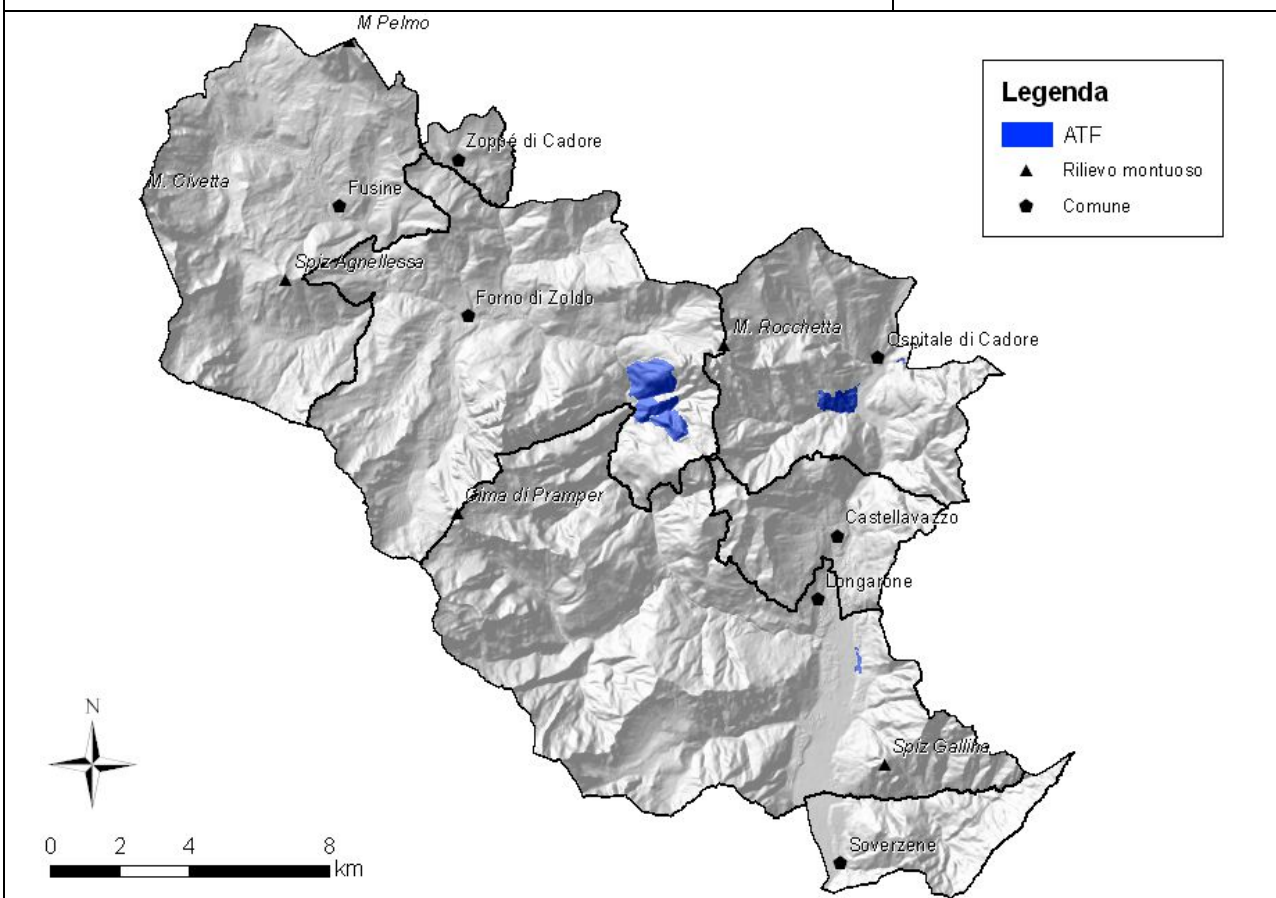 M Pelmo
Legenda
ATF
Rilievo montuoso
Comune
Zoppé di Cadore
M. Civetta
Fusine
Spiz Agnellessa
Forno di Zoldo
M. Rocchetta
Ospitale di Cadore
Cima di Pramper
Castellavazzo
Longarone
N
Spiz Gallina
Soverzene
0 2 4 8
km